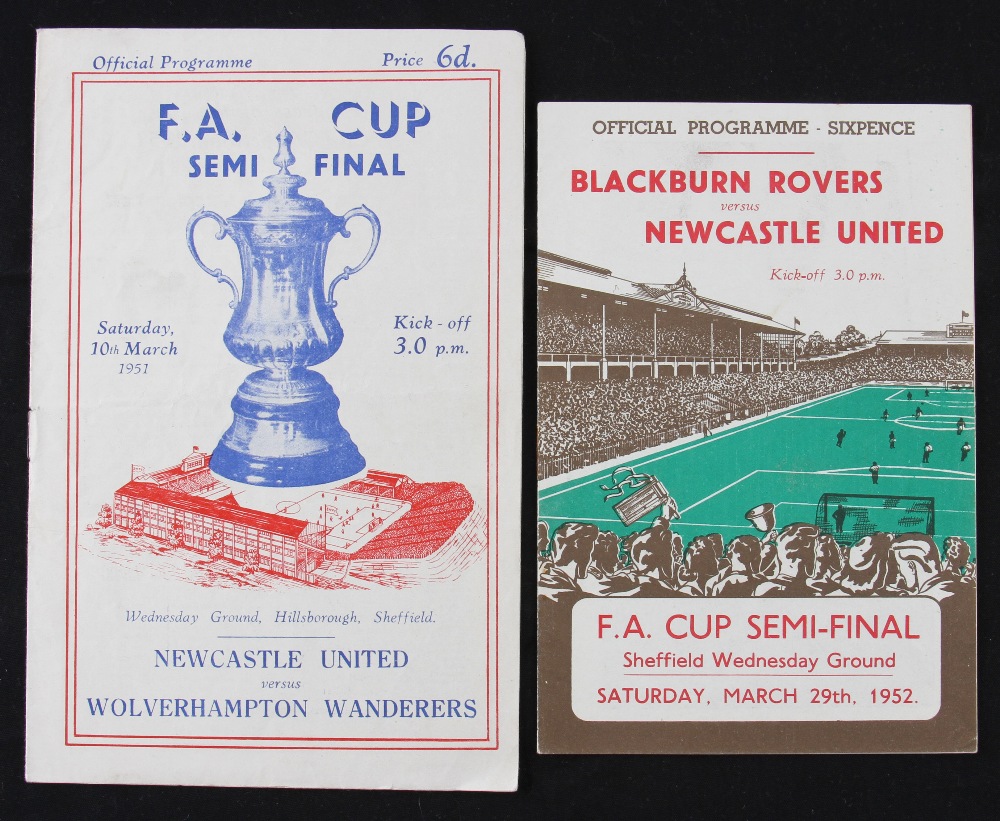 Official Programme Price 6d.
F.A. CUP
SEMI FINAL
Saturday,
10th March
1951
Kick-off
3.0 p.m.
Wednesday Ground, Hillsborough, Sheffield.
NEWCASTLE UNITED
versus
WOLVERHAMPTON WANDERERS
OFFICIAL PROGRAMME - SIXPENCE
BLACKBURN ROVERS
versus
NEWCASTLE UNITED
Kick-off 3.0 p.m.
F.A. CUP SEMI-FINAL
Sheffield Wednesday Ground
SATURDAY, MARCH 29th, 1952.